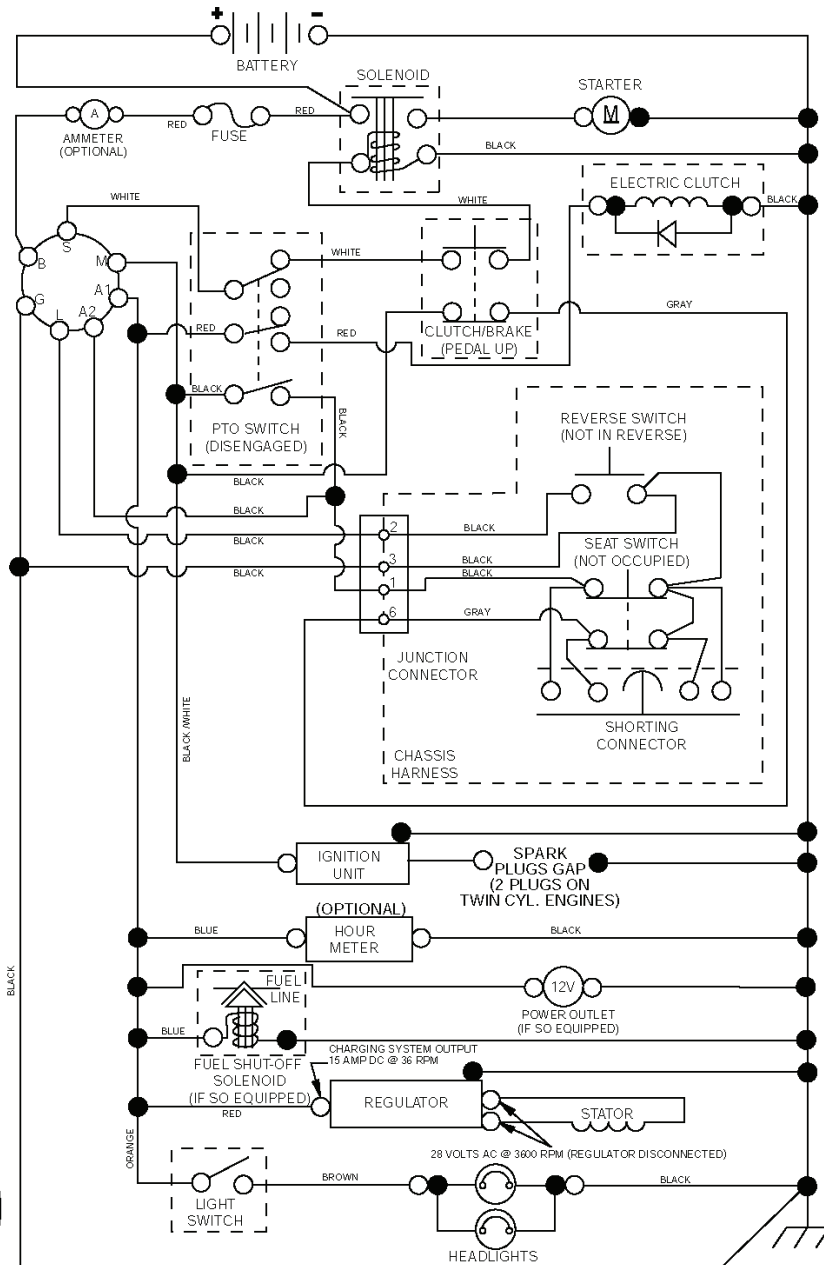 + -
BATTERY
SOLENOID
STARTER
M
A
RED
RED
AMMETER
(OPTIONAL)
FUSE
BLACK
WHITE
WHITE
ELECTRIC CLUTCH
BLACK
S
B
M
G
A1
L
A2
WHITE
GRAY
CLUTCH/BRAKE
(PEDAL UP)
RED
RED
BLACK
BLACK
PTO SWITCH
(DISENGAGED)
REVERSE SWITCH
(NOT IN REVERSE)
BLACK
BLACK
2
BLACK
BLACK
SEAT SWITCH
(NOT OCCUPIED)
3
BLACK
BLACK
1
BLACK
6
GRAY
JUNCTION
CONNECTOR
SHORTING
CONNECTOR
BLACK/WHITE
CHASSIS
HARNESS
IGNITION
UNIT
SPARK
PLUGS GAP
(2 PLUGS ON
TWIN CYL. ENGINES)
(OPTIONAL)
HOUR
METER
BLUE
BLACK
BLACK
FUEL
LINE
12V
POWER OUTLET
(IF SO EQUIPPED)
BLUE
CHARGING SYSTEM OUTPUT
15 AMP DC @ 36 RPM
FUEL SHUT-OFF
SOLENOID
(IF SO EQUIPPED)
RED
REGULATOR
STATOR
28 VOLTS AC @ 3600 RPM (REGULATOR DISCONNECTED)
ORANGE
BROWN
BLACK
LIGHT
SWITCH
HEADLIGHTS